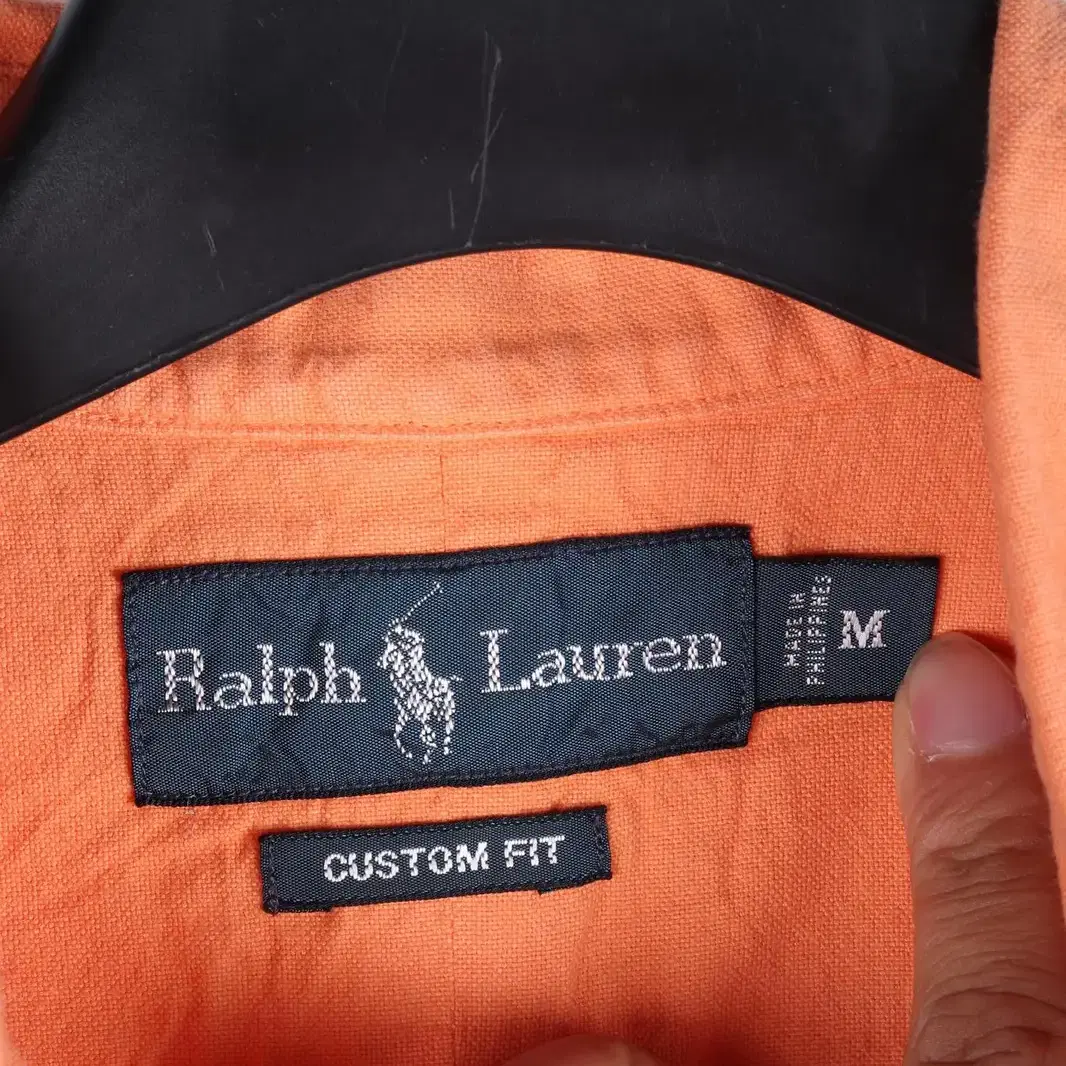 Ralph Lauren
MADE IN
PHILIPPINES
M
CUSTOM FIT